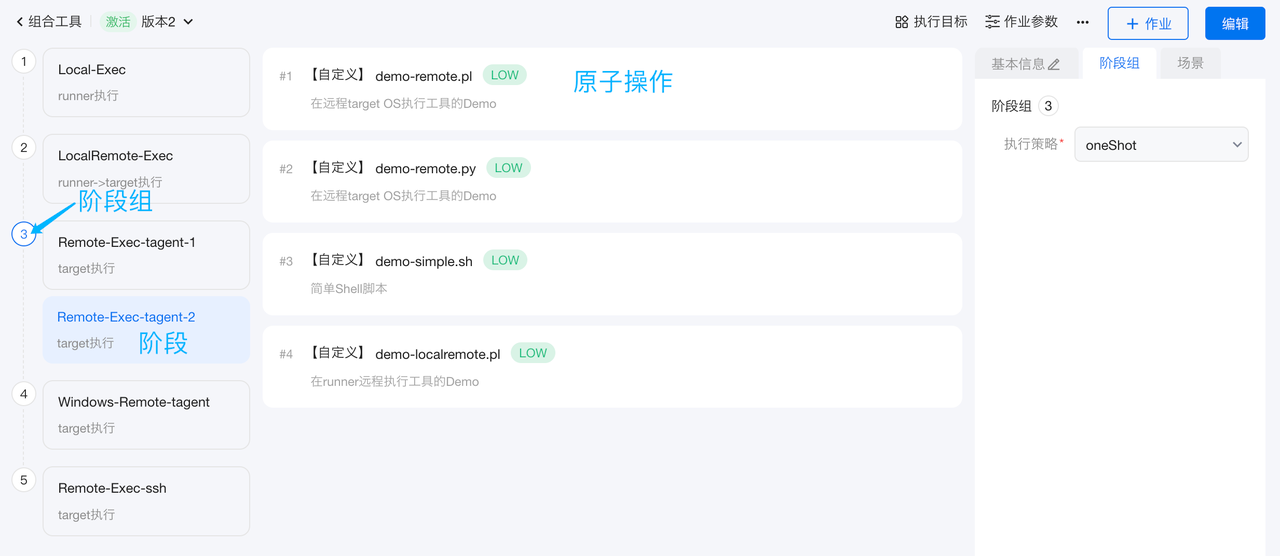 组合工具 激活 版本2 执行目标 作业参数 ... + 作业 编辑
1
Local-Exec
runner执行
2
LocalRemote-Exec
runner->target执行
阶段组
3
Remote-Exec-tagent-1
target执行
Remote-Exec-tagent-2
target执行 阶段
4
Windows-Remote-tagent
target执行
5
Remote-Exec-ssh
target执行
#1 【自定义】 demo-remote.pl LOW
在远程target OS执行工具的Demo
原子操作
#2 【自定义】 demo-remote.py LOW
在远程target OS执行工具的Demo
#3 【自定义】 demo-simple.sh LOW
简单Shell脚本
#4 【自定义】 demo-localremote.pl LOW
在runner远程执行工具的Demo
基本信息 阶段组 场景
阶段组 3
执行策略* oneShot